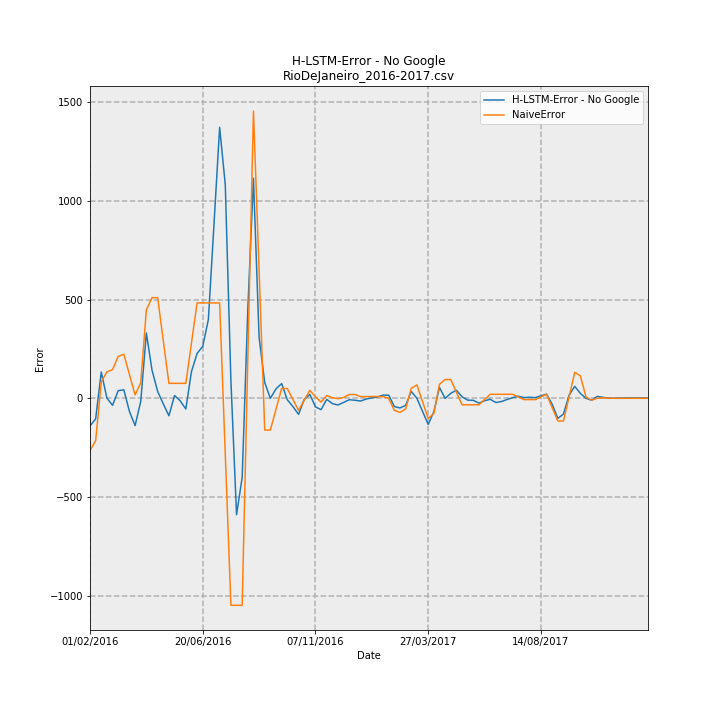 H-LSTM-Error - No Google
RioDeJaneiro_2016-2017.csv
H-LSTM-Error - No Google
NaiveError
1500
1000
500
0
−500
−1000
Error
01/02/2016
20/06/2016
07/11/2016
27/03/2017
14/08/2017
Date